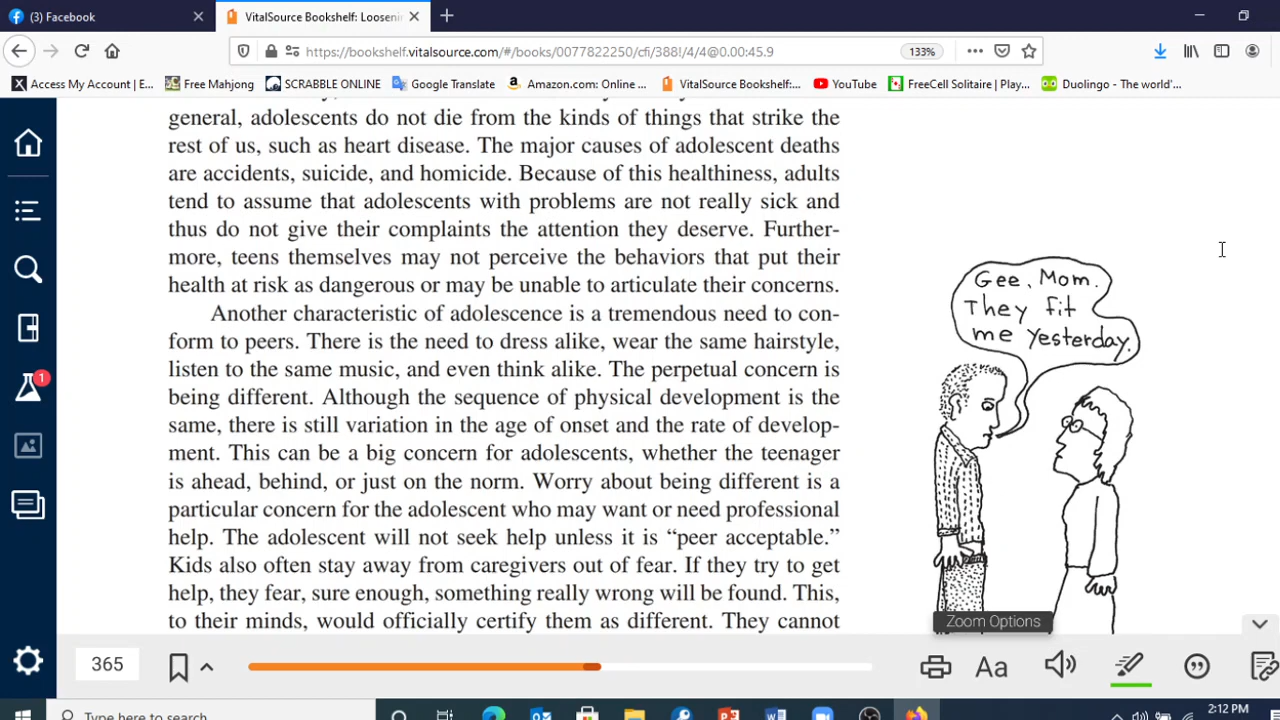 (3) Facebook
VitalSource Bookshelf: Loosenin
https://bookshelf.vitalsource.com/#/books/0077822250/cfi/388!/4/4@0.00:45.9
133%
Access My Account | E...
Free Mahjong
SCRABBLE ONLINE
Google Translate
Amazon.com: Online ...
VitalSource Bookshelf:...
YouTube
FreeCell Solitaire | Play...
Duolingo - The world'...
general, adolescents do not die from the kinds of things that strike the
rest of us, such as heart disease. The major causes of adolescent deaths
are accidents, suicide, and homicide. Because of this healthiness, adults
tend to assume that adolescents with problems are not really sick and
thus do not give their complaints the attention they deserve. Further-
more, teens themselves may not perceive the behaviors that put their
health at risk as dangerous or may be unable to articulate their concerns.
Another characteristic of adolescence is a tremendous need to con-
form to peers. There is the need to dress alike, wear the same hairstyle,
listen to the same music, and even think alike. The perpetual concern is
being different. Although the sequence of physical development is the
same, there is still variation in the age of onset and the rate of develop-
ment. This can be a big concern for adolescents, whether the teenager
is ahead, behind, or just on the norm. Worry about being different is a
particular concern for the adolescent who may want or need professional
help. The adolescent will not seek help unless it is “peer acceptable.”
Kids also often stay away from caregivers out of fear. If they try to get
help, they fear, sure enough, something really wrong will be found. This,
to their minds, would officially certify them as different. They cannot
Gee, Mom.
They fit
me yesterday.
Zoom Options
1
365
Aa
Type here to search
2:12 PM